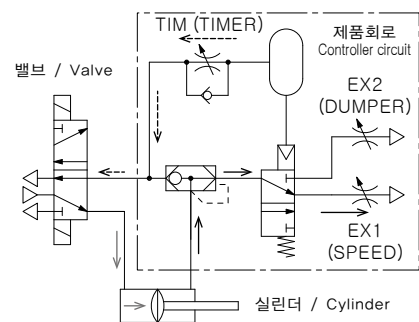 TIM (TIMER)
제품회로
Controller circuit
밸브 / Valve
EX2
(DUMPER)
EX1
(SPEED)
실린더 / Cylinder